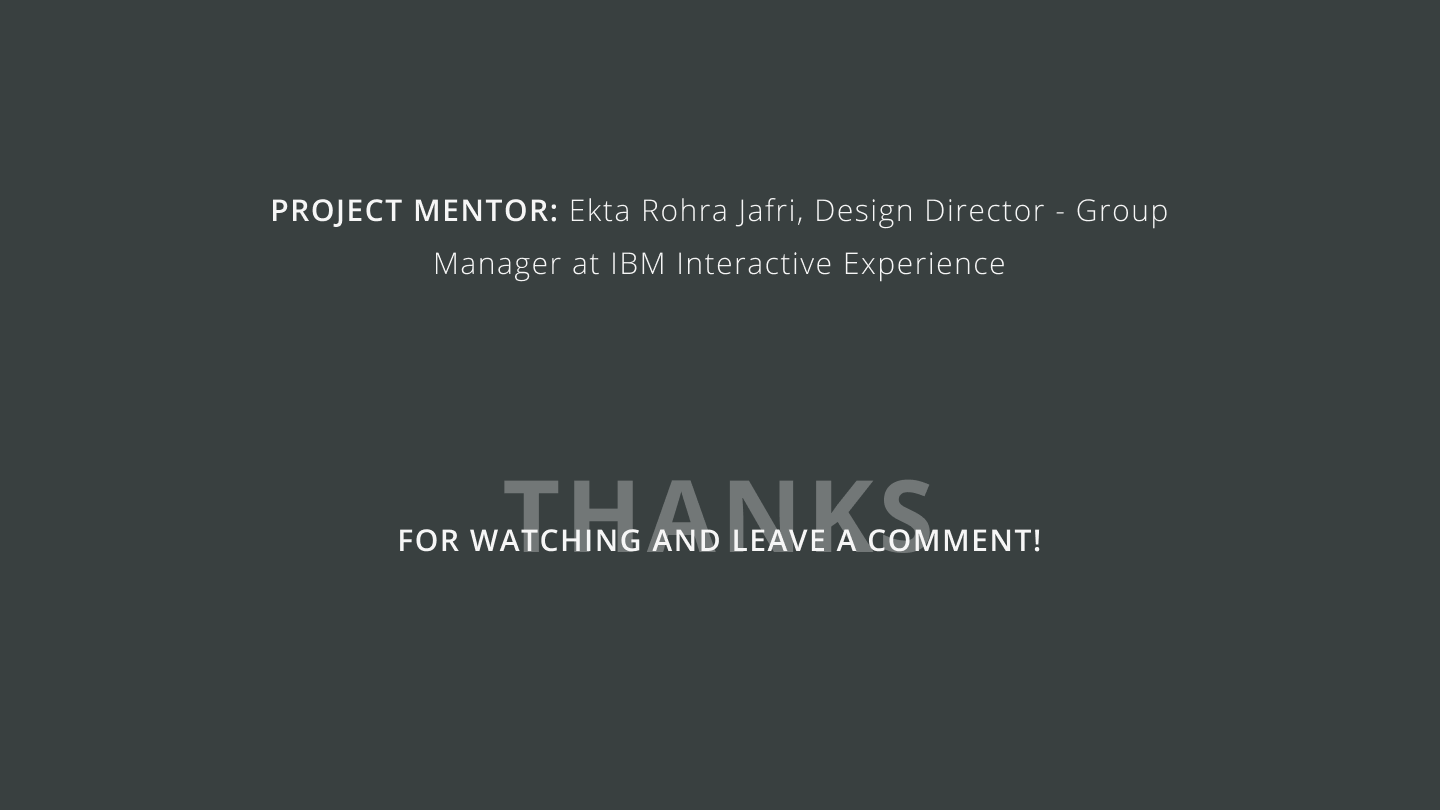 PROJECT MENTOR: Ekta Rohra Jafri, Design Director - Group
Manager at IBM Interactive Experience
THANKS
FOR WATCHING AND LEAVE A COMMENT!